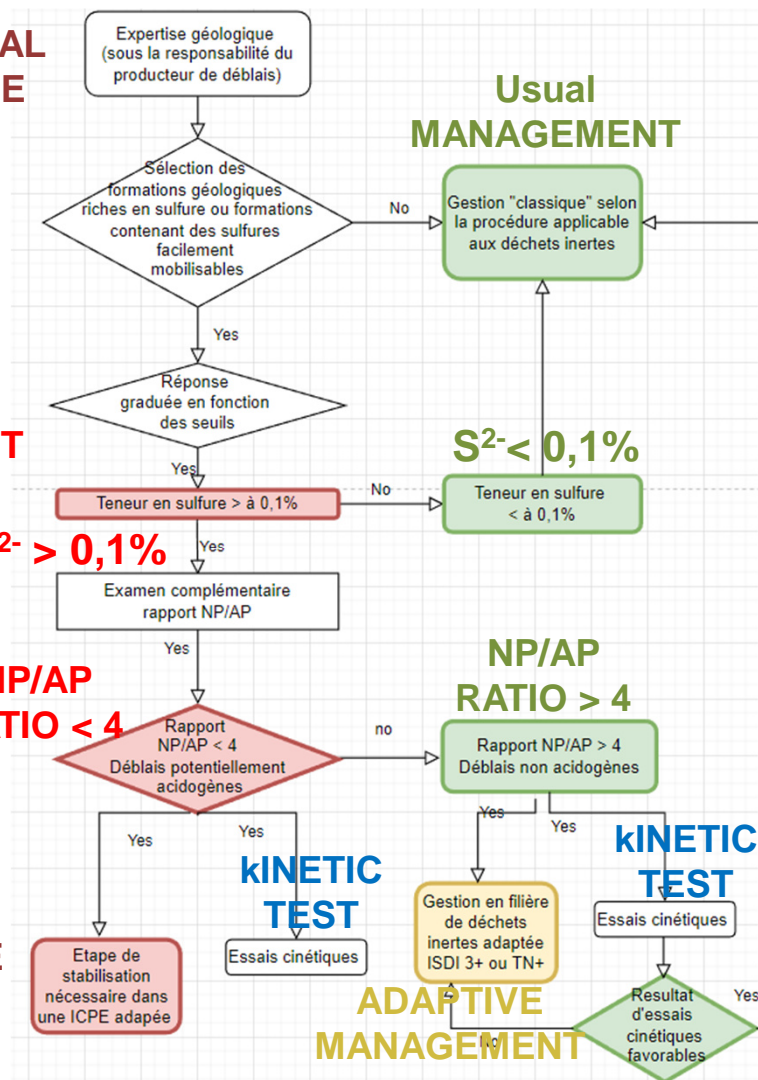 Expertise géologique
(sous la responsabilité du
producteur de déblais)
AL
E
Usual
MANAGEMENT
Sélection des
formations géologiques
riches en sulfure ou formations
contenant des sulfures
facilement
mobilisables
No
Gestion "classique" selon
la procédure applicable
aux déchets inertes
Yes
Réponse
graduée en fonction
des seuils
T
S²⁻< 0,1%
Yes
Teneur en sulfure > à 0,1%
No
Teneur en sulfure
< à 0,1%
²⁻ > 0,1%
Yes
Examen complémentaire
rapport NP/AP
Yes
NP/AP
RATIO > 4
NP/AP
ATIO < 4
Rapport
NP/AP < 4
Déblais potentiellement
acidogènes
no
Rapport NP/AP > 4
Déblais non acidogènes
Yes
Yes
Yes
Yes
kINETIC
TEST
kINETIC
TEST
Etape de
stabilisation
nécessaire dans
une ICPE adapée
E
Essais cinétiques
Gestion en filière
de déchets
inertes adaptée
ISDI 3+ ou TN+
Essais cinétiques
ADAPTIVE
MANAGEMENT
No
Resultat
d'essais
cinétiques
favorables
Yes